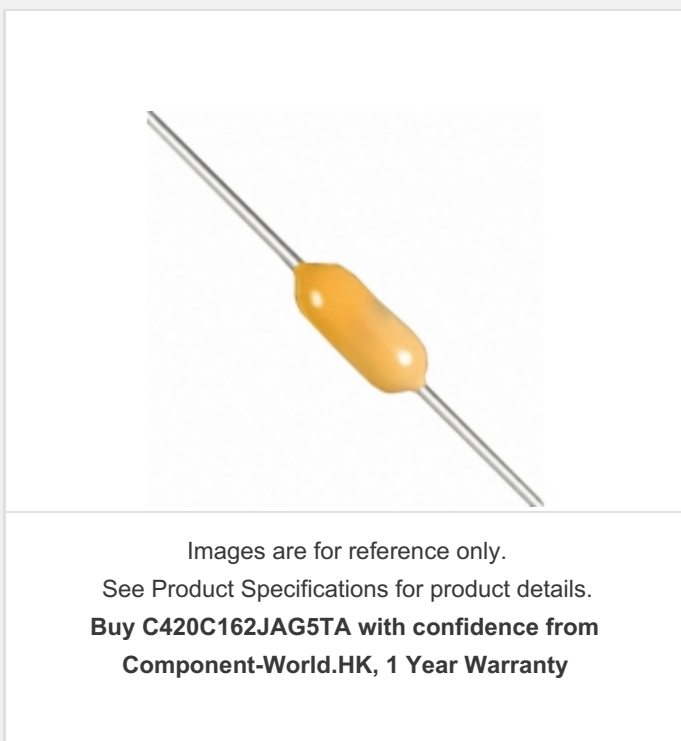 Images are for reference only.
See Product Specifications for product details.
Buy C420C162JAG5TA with confidence from
Component-World.HK, 1 Year Warranty